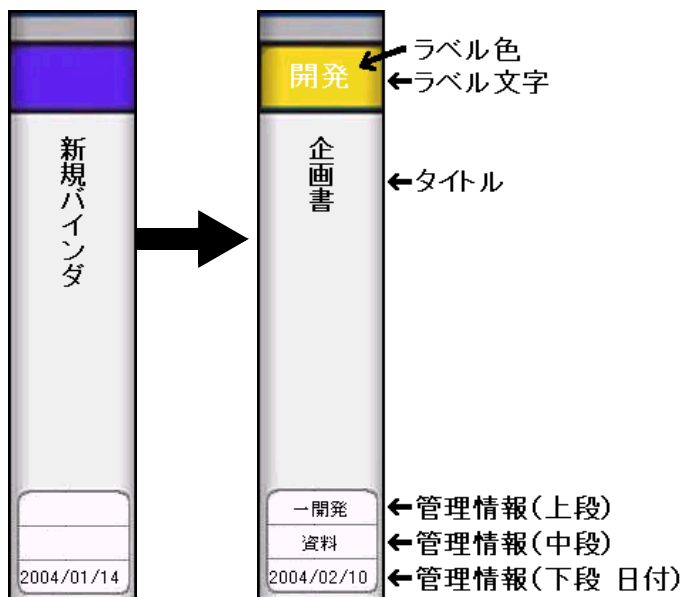 新規バインダ
2004/01/14
開発
企画書
一開発
資料
2004/02/10
ラベル色
←ラベル文字
←タイトル
←管理情報(上段)
←管理情報(中段)
←管理情報(下段 日付)